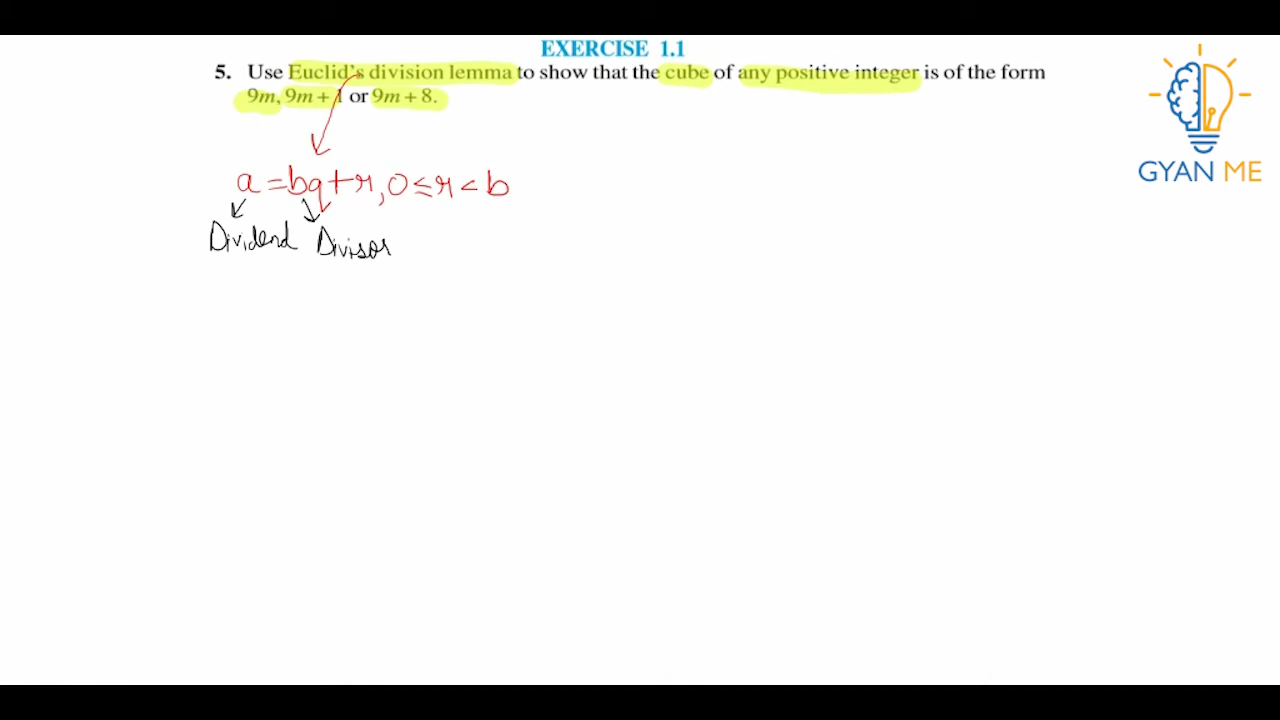 EXERCISE 1.1
5. Use Euclid's division lemma to show that the cube of any positive integer is of the form
9m, 9m + 1 or 9m + 8.
a = bq + r, 0 ≤ r < b
Dividend Divisor
GYAN ME